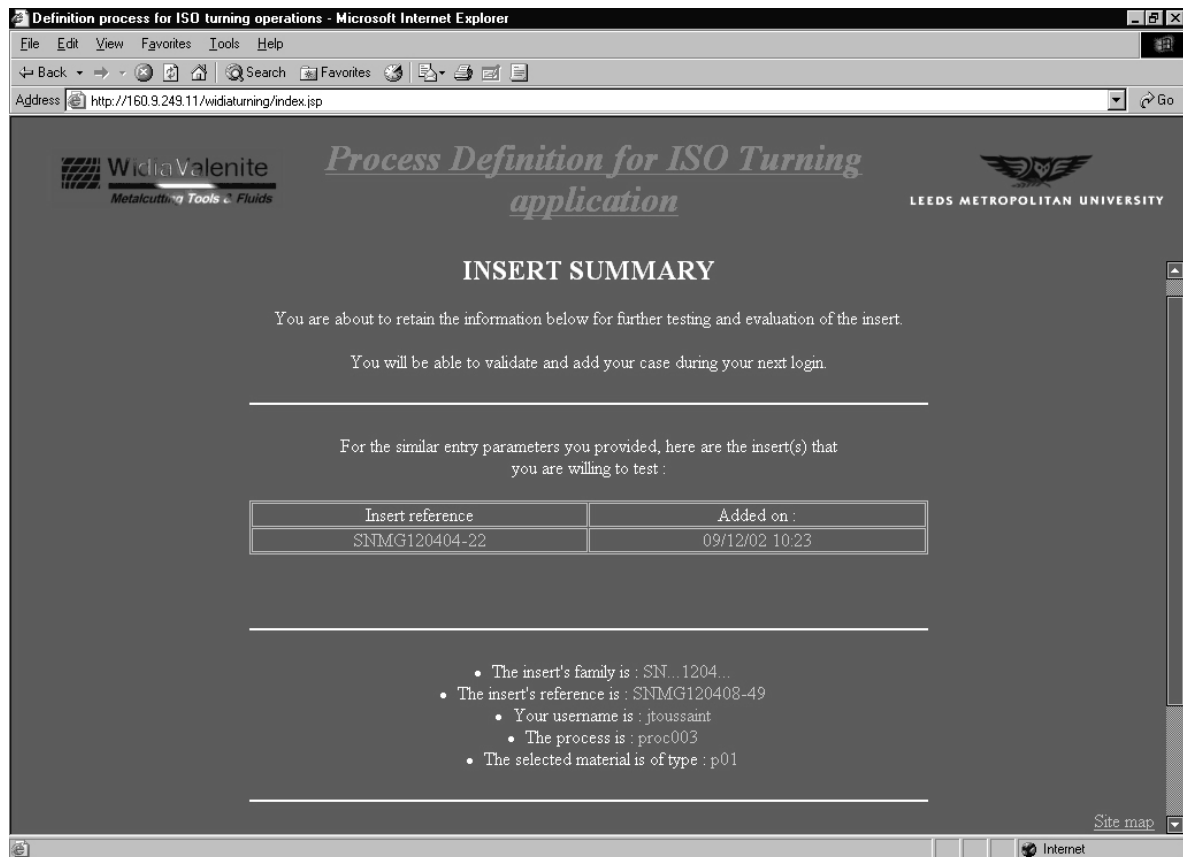 Definition process for ISO turning operations - Microsoft Internet Explorer
File Edit View Favorites Tools Help
Back Search Favorites
Address http://160.9.249.11/widiaturning/index.jsp Go
WidiaValenite
Metalcutting Tools & Fluids
Process Definition for ISO Turning
application
LEEDS METROPOLITAN UNIVERSITY
INSERT SUMMARY
You are about to retain the information below for further testing and evaluation of the insert.
You will be able to validate and add your case during your next login.
For the similar entry parameters you provided, here are the insert(s) that
you are willing to test :
Insert reference Added on :
SNMG120404-22 09/12/02 10:23
• The insert's family is : SN...1204...
• The insert's reference is : SNMG120408-49
• Your username is : jtoussaint
• The process is : proc003
• The selected material is of type : p01
Site map
Internet